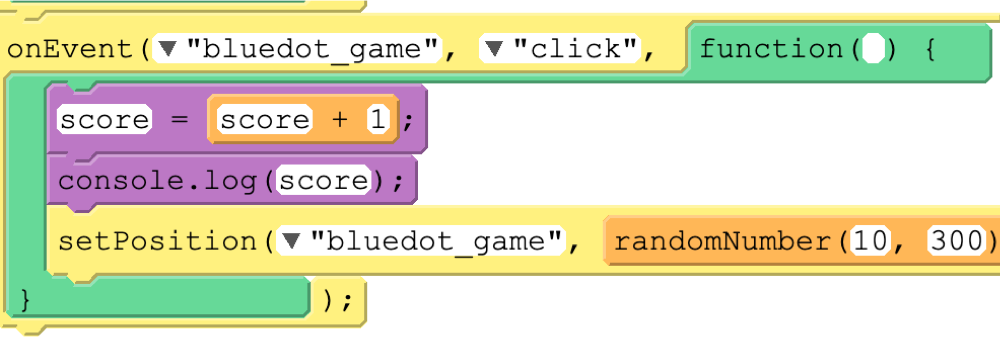 onEvent(▼ "bluedot_game", ▼ "click", function( ) {
score = score + 1;
console.log(score);
setPosition(▼ "bluedot_game", randomNumber(10, 300)
} );